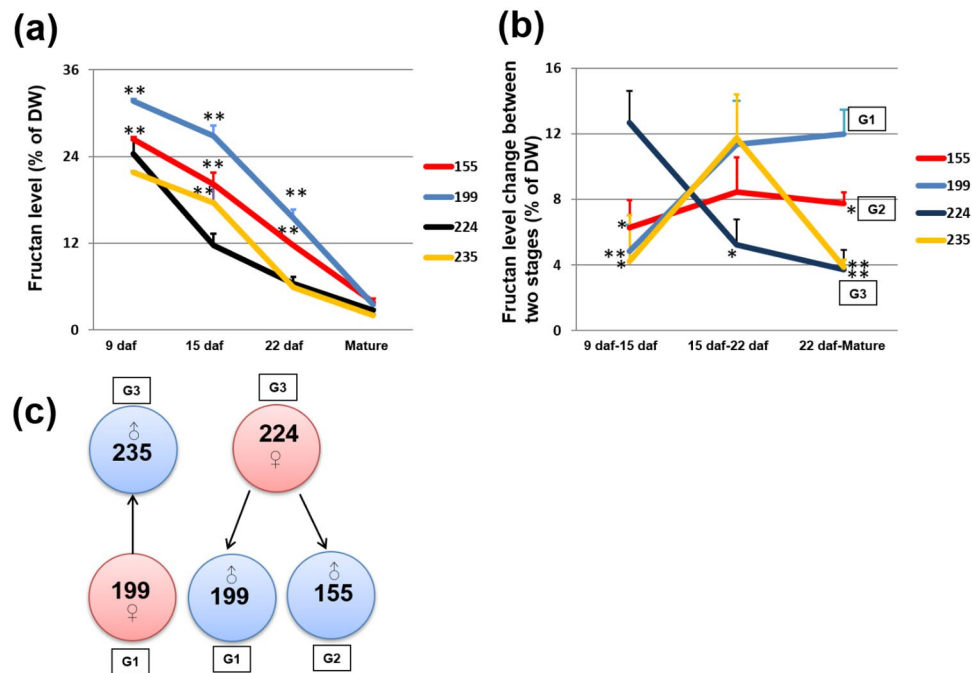 (a)
Fructan level (% of DW)
36
24
12
0
**
**
**
**
**
**
**
9 daf
15 daf
22 daf
Mature
155
199
224
235
(b)
Fructan level change between
two stages (% of DW)
16
12
8
4
0
*
**
*
*
*
**
**
9 daf-15 daf
15 daf-22 daf
22 daf-Mature
G1
G2
G3
155
199
224
235
(c)
G3
♂
235
G3
224
♀
199
♀
G1
♂
199
G1
♂
155
G2